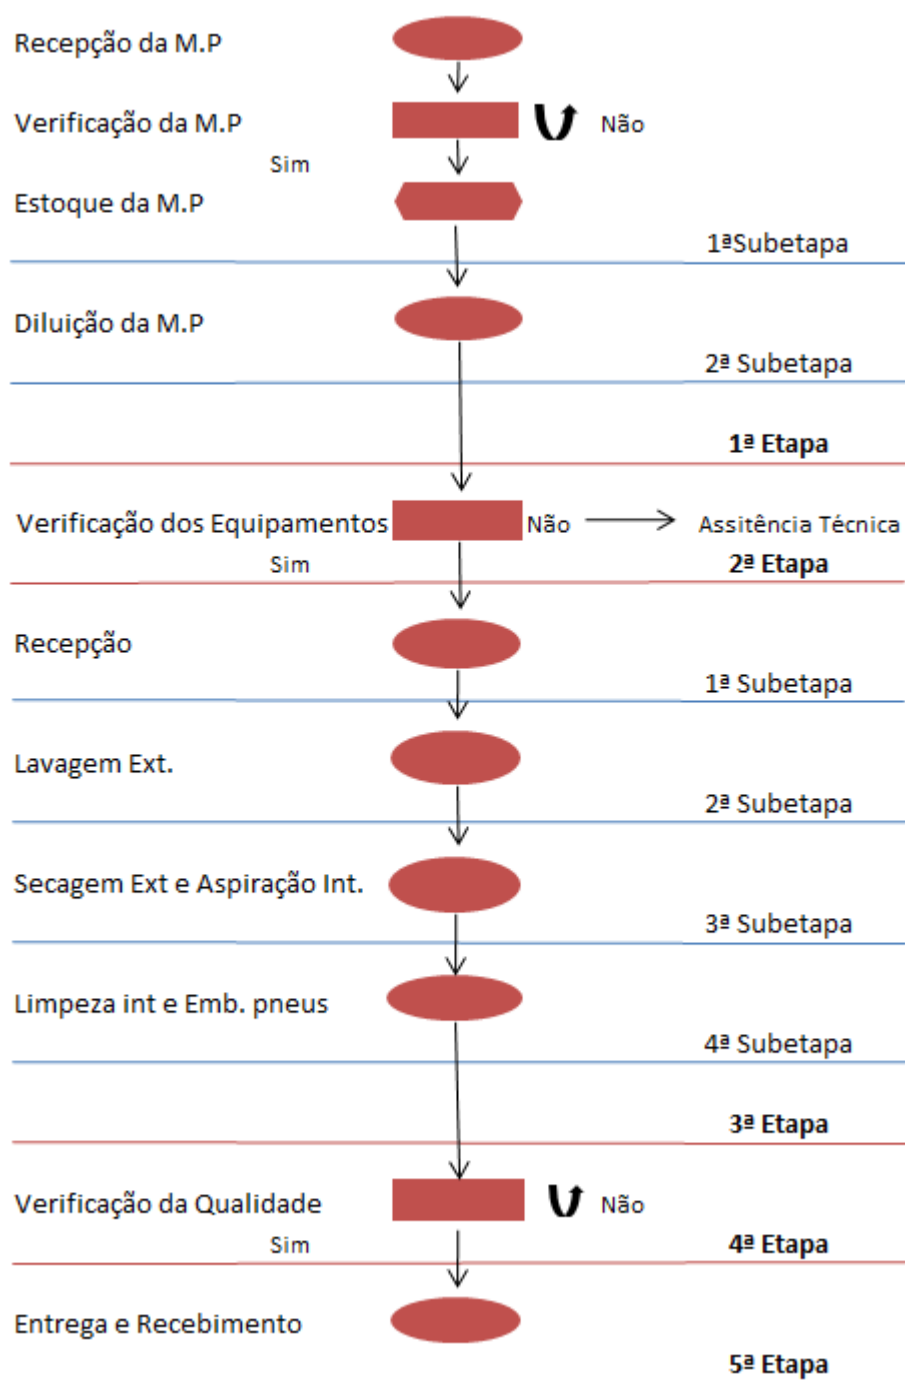 Recepção da M.P
Verificação da M.P Não
Sim
Estoque da M.P
1ªSubetapa
Diluição da M.P
2ª Subetapa
1ª Etapa
Verificação dos Equipamentos Não Assitência Técnica
Sim 2ª Etapa
Recepção
1ª Subetapa
Lavagem Ext.
2ª Subetapa
Secagem Ext e Aspiração Int.
3ª Subetapa
Limpeza int e Emb. pneus
4ª Subetapa
3ª Etapa
Verificação da Qualidade Não
Sim 4ª Etapa
Entrega e Recebimento
5ª Etapa